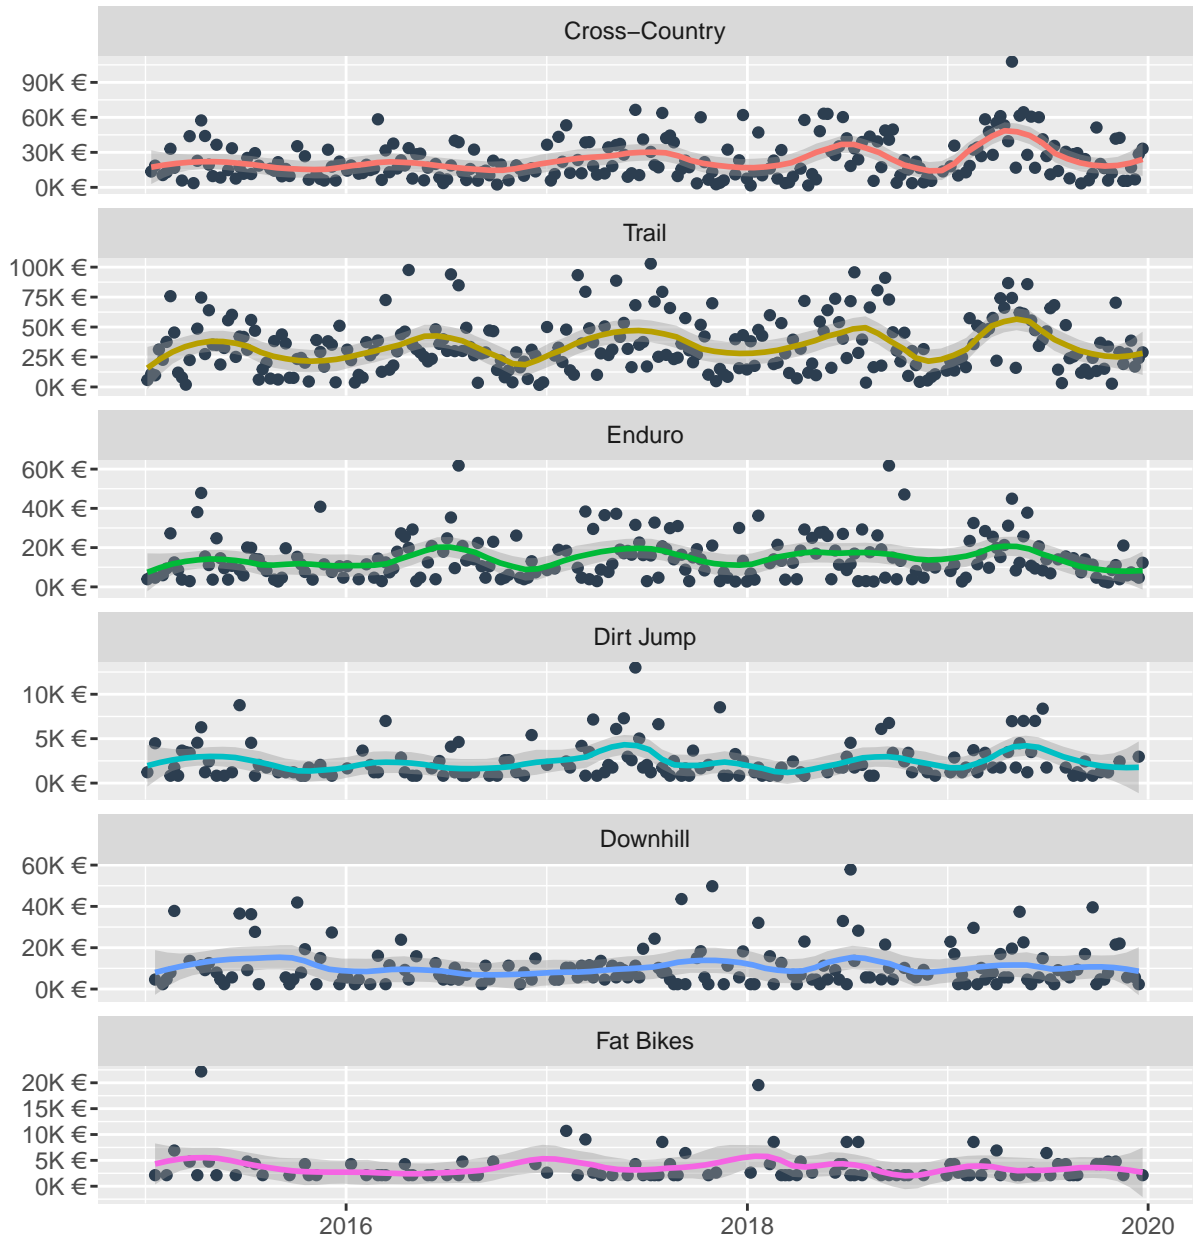 Cross−Country
90K €
60K €
30K €
0K €
Trail
100K €
75K €
50K €
25K €
0K €
Enduro
60K €
40K €
20K €
0K €
Dirt Jump
10K €
5K €
0K €
Downhill
60K €
40K €
20K €
0K €
Fat Bikes
20K €
15K €
10K €
5K €
0K €
2016 2018 2020